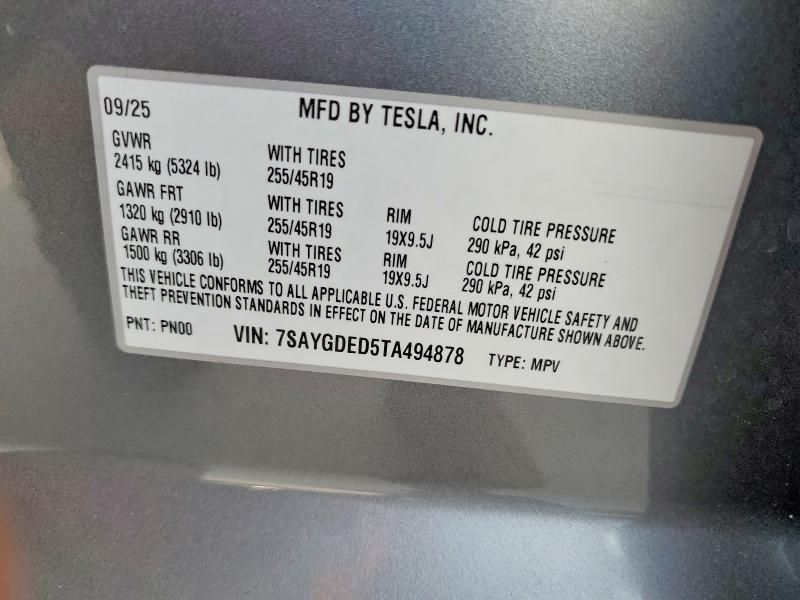 09/25 MFD BY TESLA, INC.
GVWR
2415 kg (5324 lb) WITH TIRES 255/45R19
GAWR FRT
1320 kg (2910 lb) WITH TIRES 255/45R19 RIM 19X9.5J COLD TIRE PRESSURE 290 kPa, 42 psi
GAWR RR
1500 kg (3306 lb) WITH TIRES 255/45R19 RIM 19X9.5J COLD TIRE PRESSURE 290 kPa, 42 psi
THIS VEHICLE CONFORMS TO ALL APPLICABLE U.S. FEDERAL MOTOR VEHICLE SAFETY AND
THEFT PREVENTION STANDARDS IN EFFECT ON THE DATE OF MANUFACTURE SHOWN ABOVE.
PNT: PN00 VIN: 7SAYGDED5TA494878 TYPE: MPV